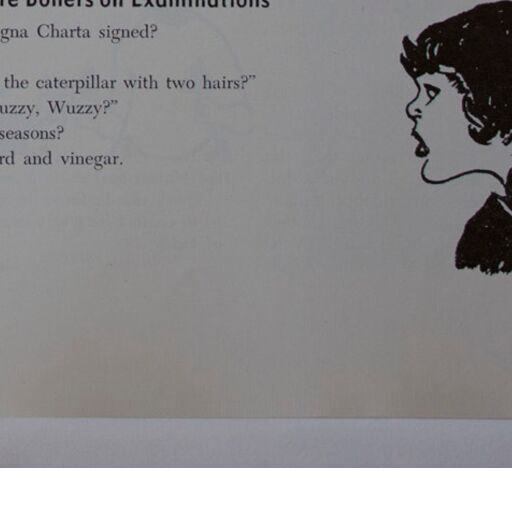 re Boners on Examinations
gna Charta signed?
the caterpillar with two hairs?”
uzzy, Wuzzy?”
seasons?
rd and vinegar.